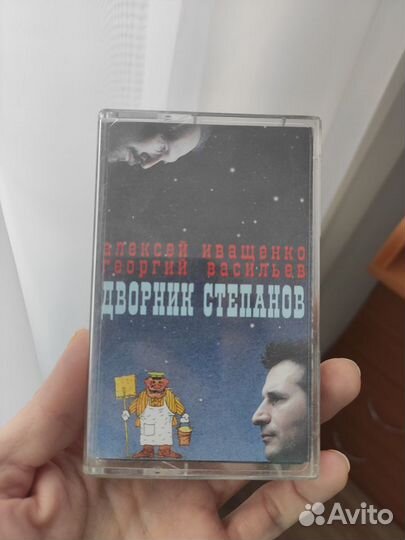 алексей иващенко
георгий васильев
ДВОРНИК СТЕПАНОВ
Avito